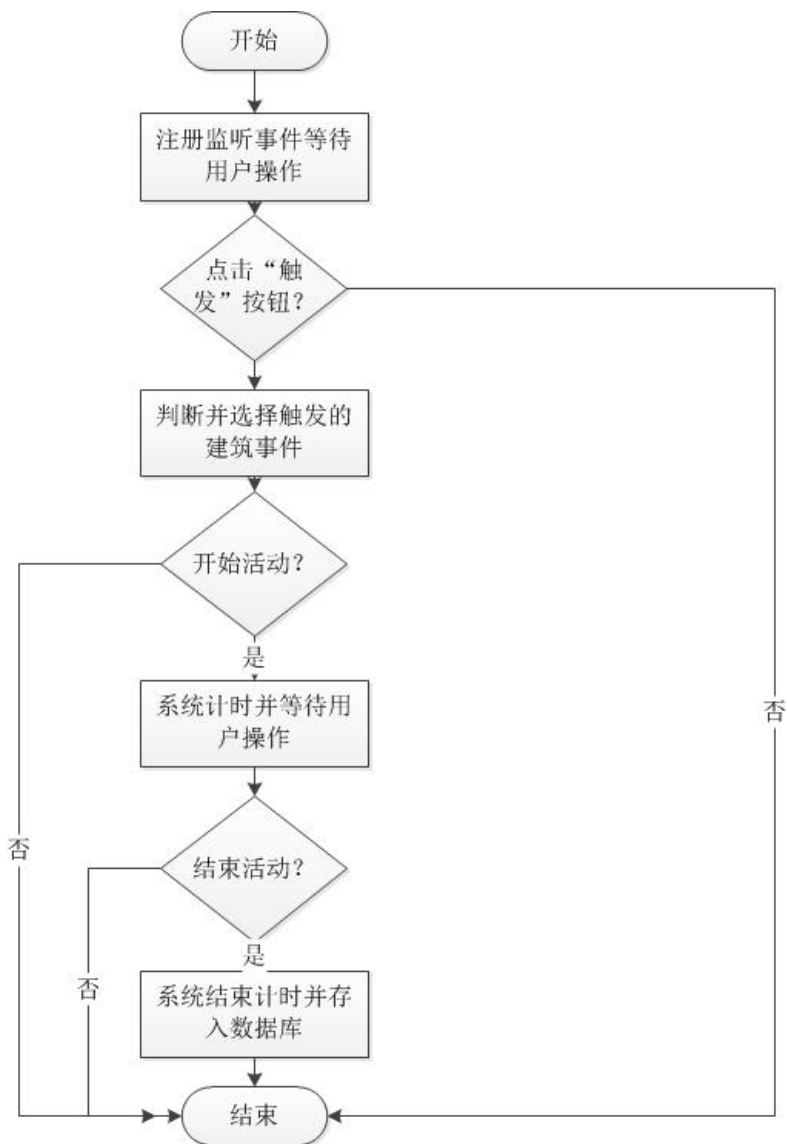 开始
注册监听事件等待
用户操作
点击“触
发”按钮？
判断并选择触发的
建筑事件
开始活动？
是
系统计时并等待用
户操作
否
否
结束活动？
是
否
系统结束计时并存
入数据库
结束